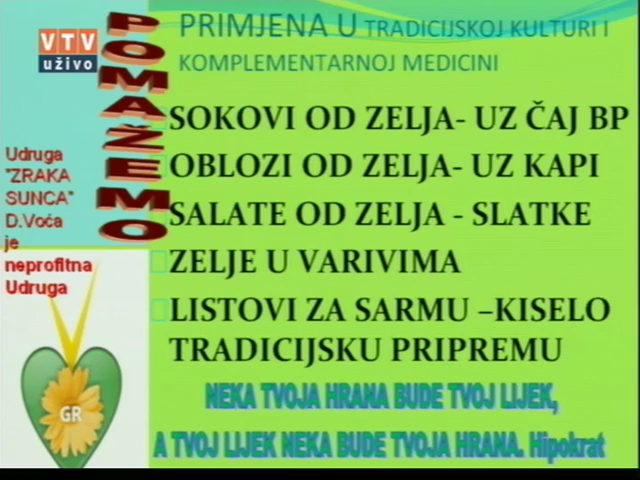 VTV
uživo
POMAŽEMO
PRIMJENA U TRADICIJSKOJ KULTURI I
KOMPLEMENTARNOJ MEDICINI
SOKOVI OD ZELJA- UZ ČAJ BP
OBLOZI OD ZELJA- UZ KAPI
SALATE OD ZELJA - SLATKE
ZELJE U VARIVIMA
LISTOVI ZA SARMU –KISELO
TRADICIJSKU PRIPREMU
Udruga
"ZRAKA
SUNCA"
D.Voća
je
neprofitna
Udruga
GR
NEKA TVOJA HRANA BUDE TVOJ LIJEK,
A TVOJ LIJEK NEKA BUDE TVOJA HRANA. Hipokrat